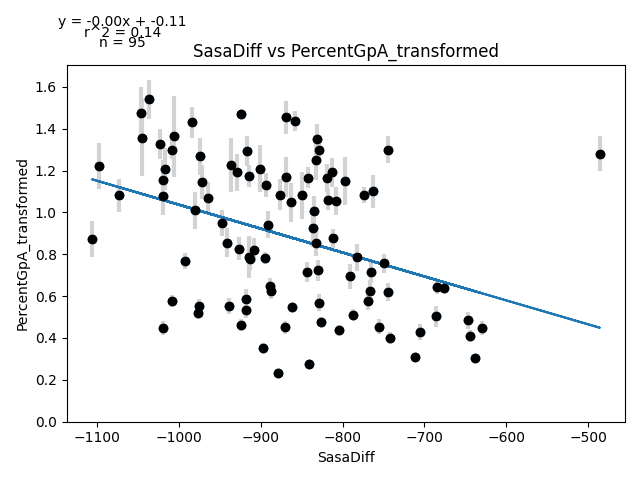 y = -0.00x + -0.11
r^2 = 0.14
n = 95
SasaDiff vs PercentGpA_transformed
PercentGpA_transformed
1.6
1.4
1.2
1.0
0.8
0.6
0.4
0.2
0.0
−1100
−1000
−900
−800
−700
−600
−500
SasaDiff